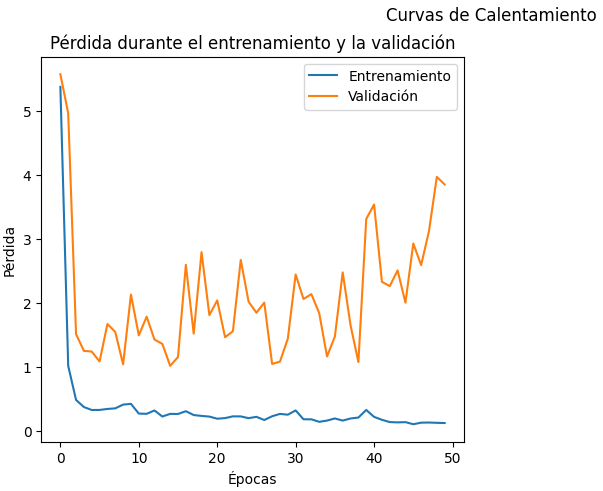 Curvas de Calentamiento
Pérdida durante el entrenamiento y la validación
Entrenamiento
Validación
Pérdida
5
4
3
2
1
0
0 10 20 30 40 50
Épocas